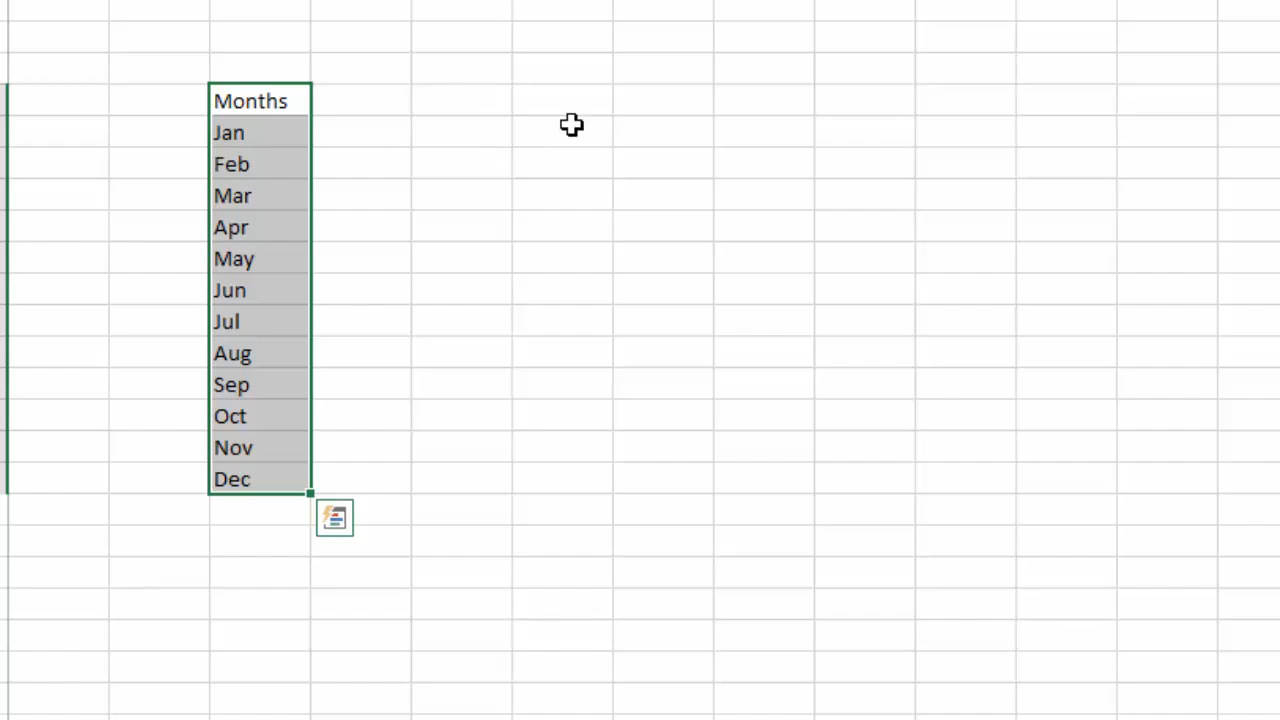 Months
Jan
Feb
Mar
Apr
May
Jun
Jul
Aug
Sep
Oct
Nov
Dec